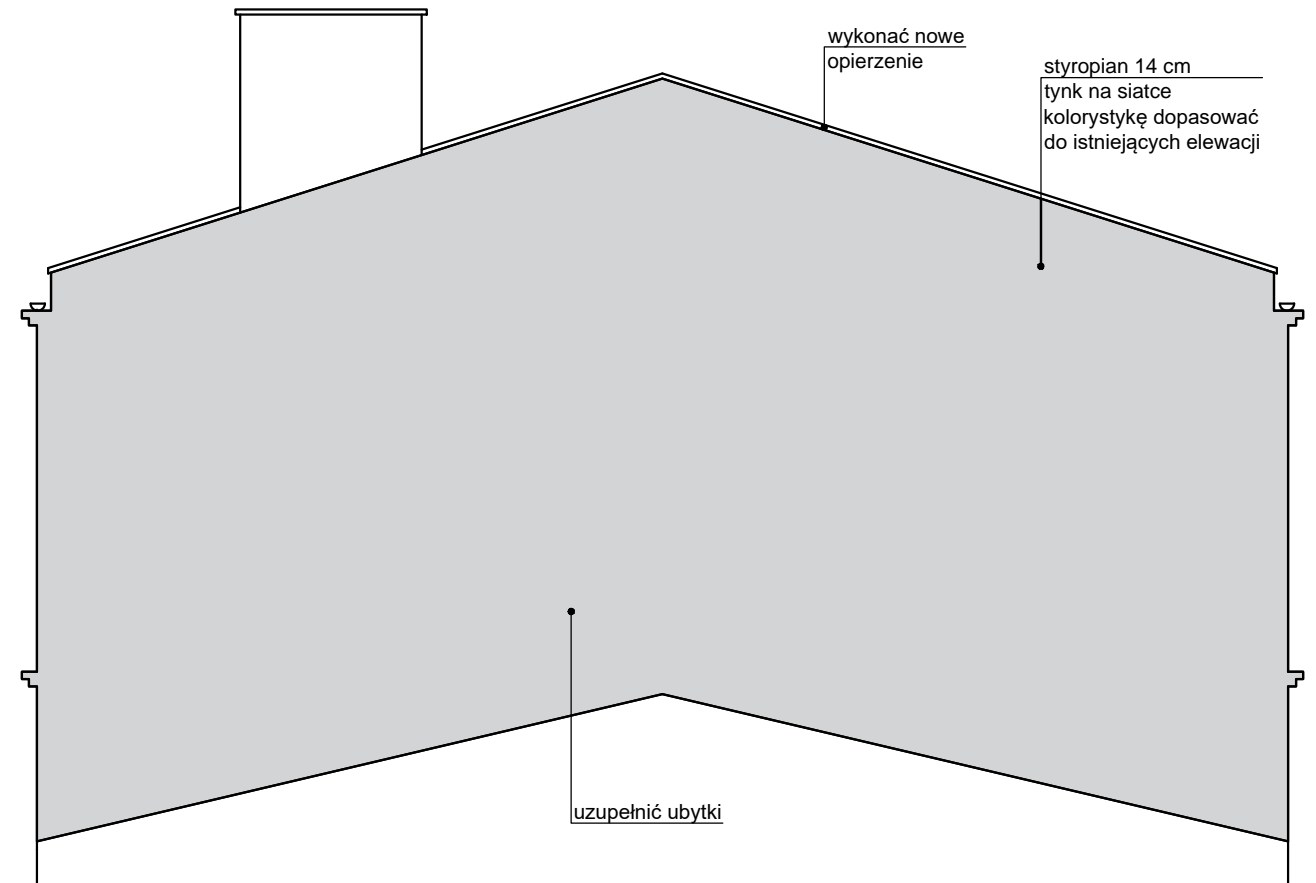 wykonać nowe
opierzenie
styropian 14 cm
tynk na siatce
kolorystykę dopasować
do istniejących elewacji
uzupełnić ubytki